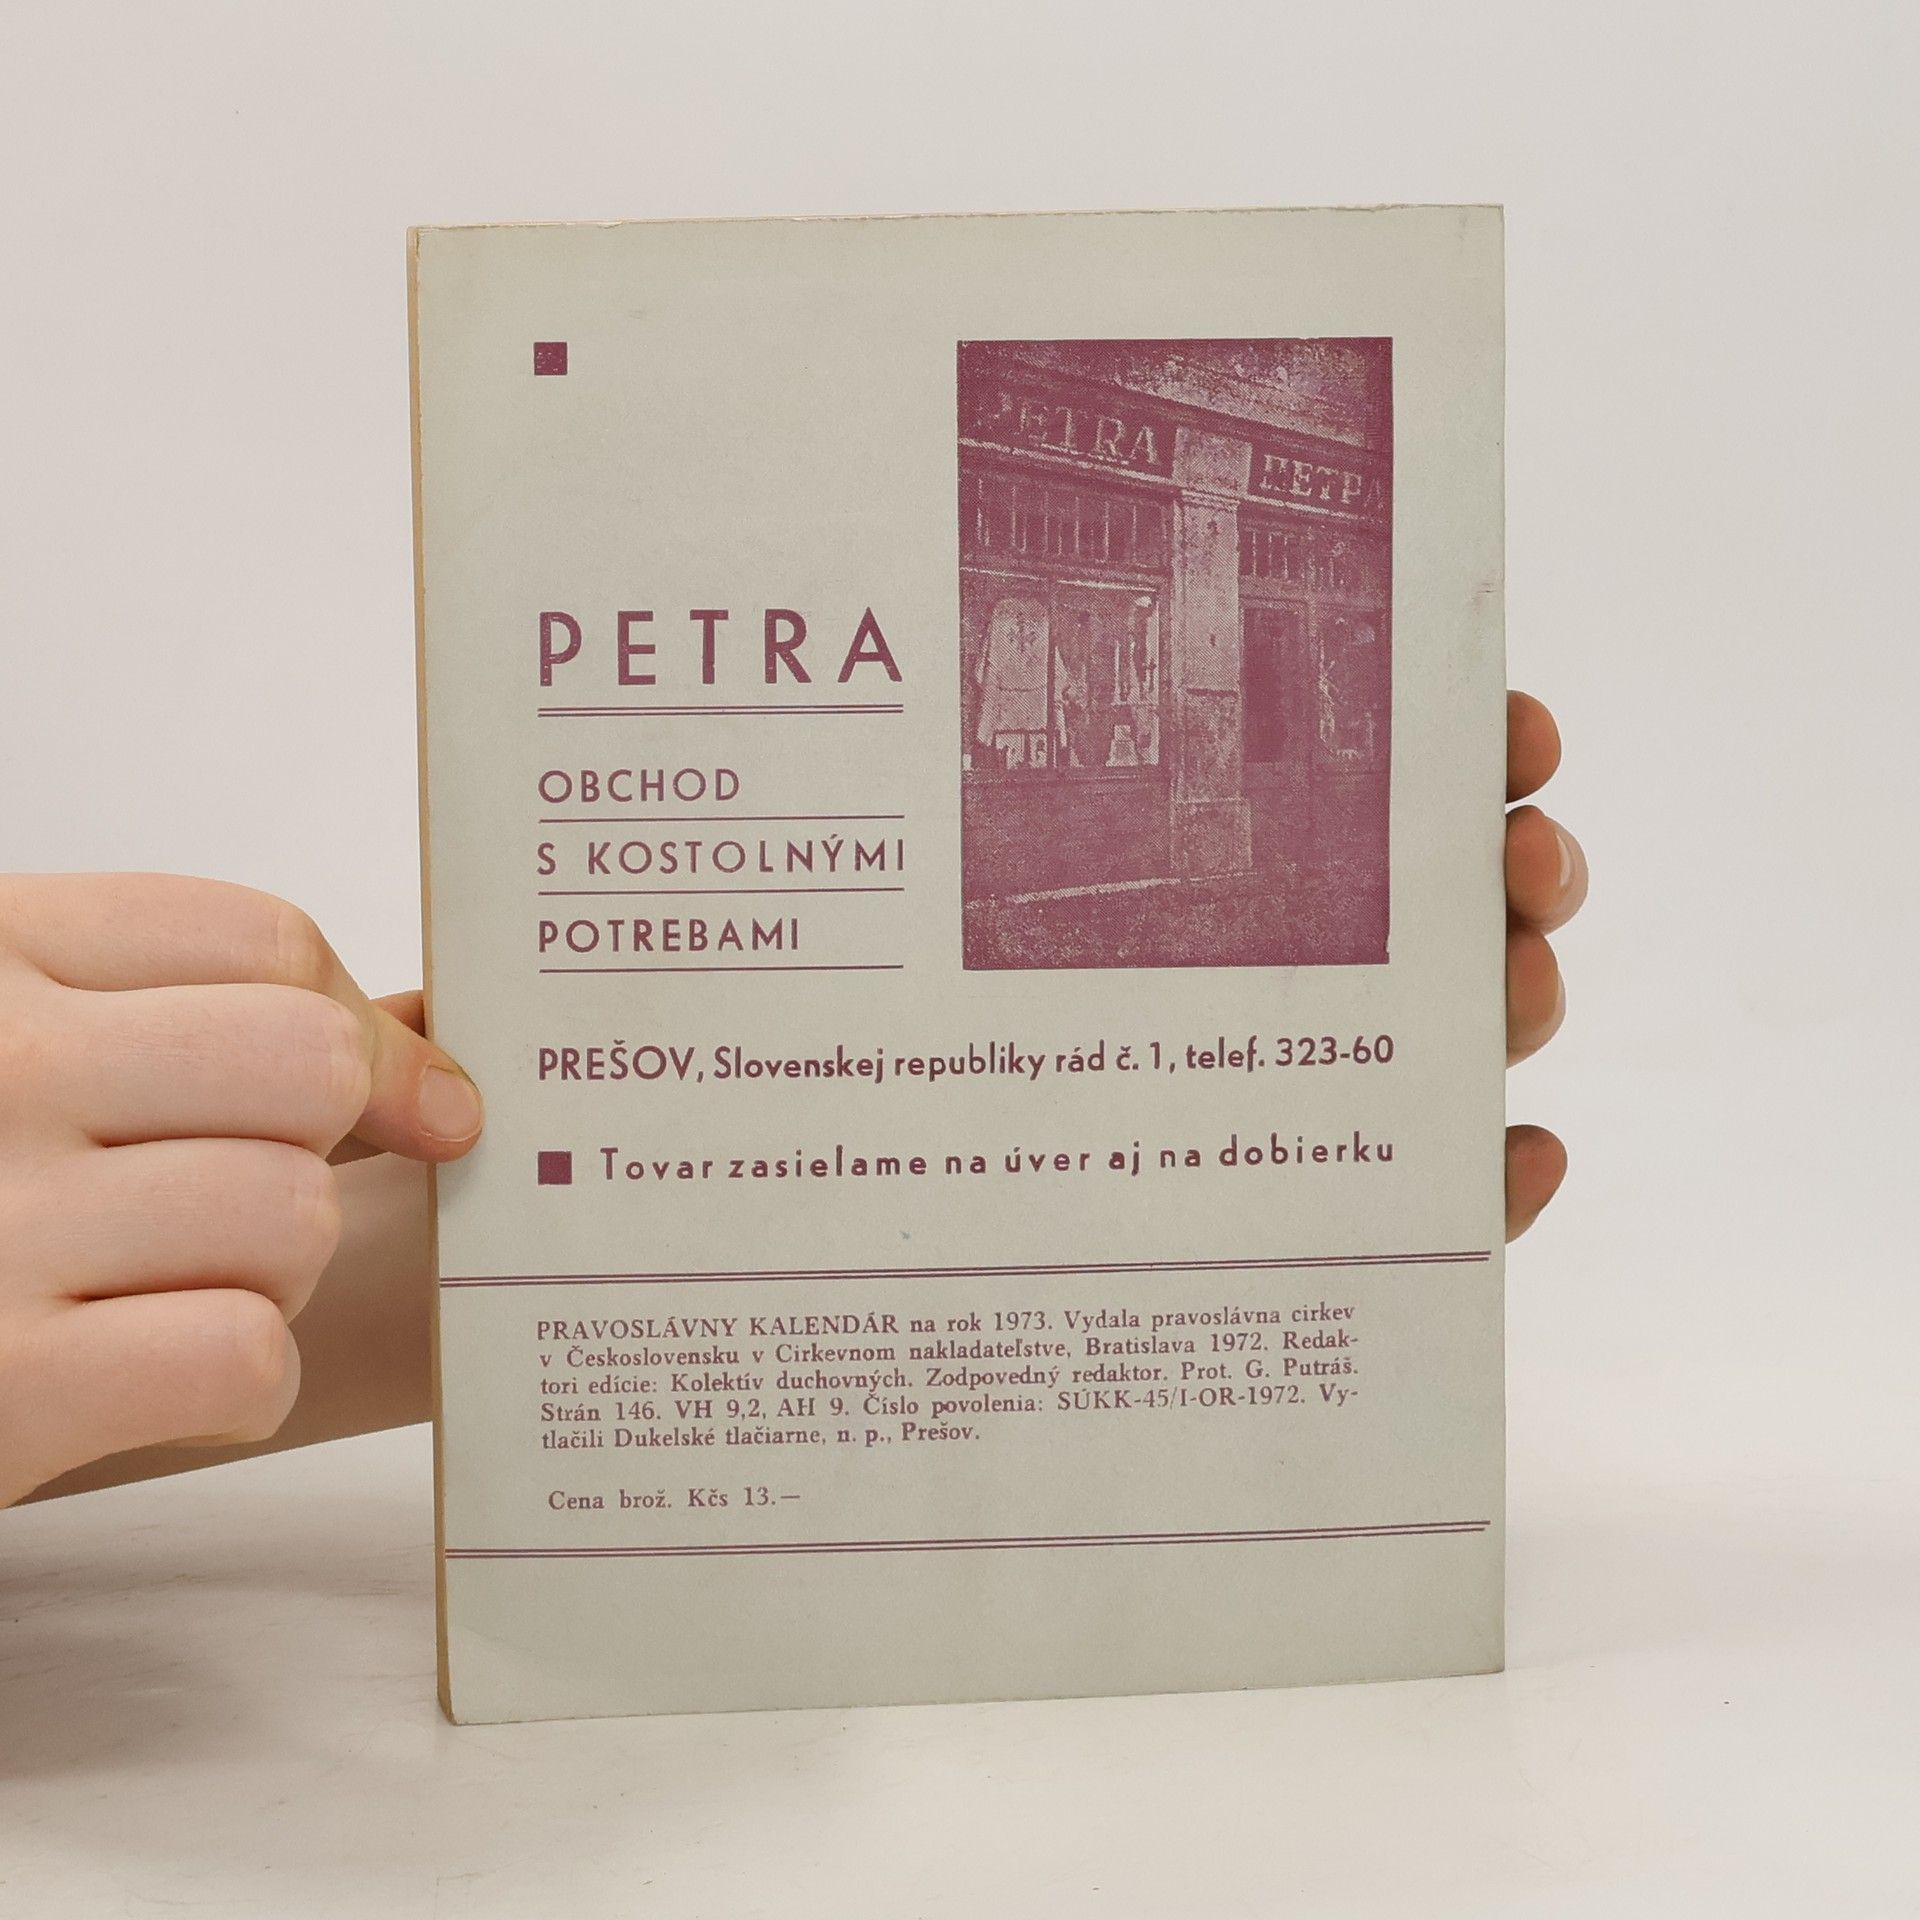 PETRA
ПЕТРА
PETRA
OBCHOD
S KOSTOLNÝMI
POTREBAMI
PREŠOV, Slovenskej republiky rád č. 1, telef. 323-60
Tovar zasielame na úver aj na dobierku
PRAVOSLÁVNY KALENDÁR na rok 1973. Vydala pravoslávna cirkev
v Československu v Cirkevnom nakladateľstve, Bratislava 1972. Redak-
tori edície: Kolektív duchovných. Zodpovedný redaktor. Prot. G. Putráš.
Strán 146. VH 9,2, AH 9. Číslo povolenia: SÚKK-45/I-OR-1972. Vy-
tlačili Dukelské tlačiarne, n. p., Prešov.
Cena brož. Kčs 13.—